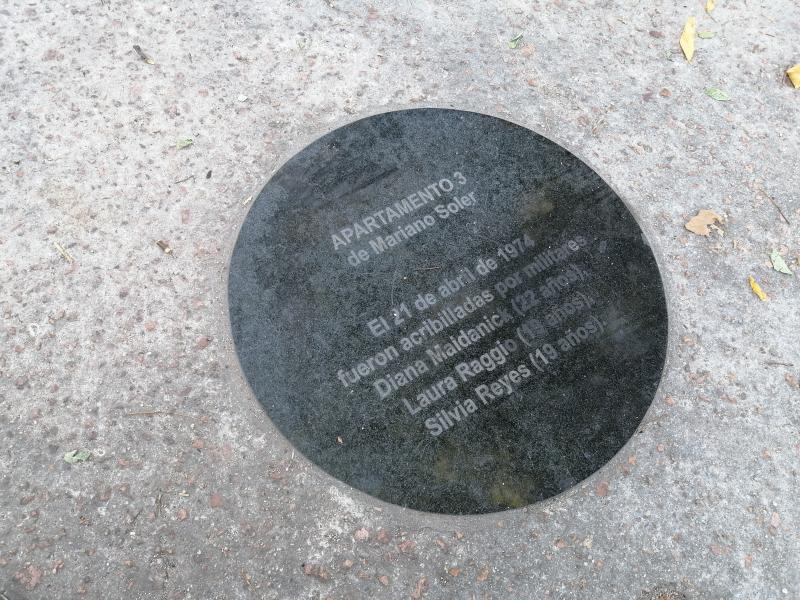 APARTAMENTO 3
de Mariano Soler
El 21 de abril de 1974
fueron acribilladas por militares
Diana Maidanick (22 años),
Laura Raggio (19 años),
Silvia Reyes (19 años).